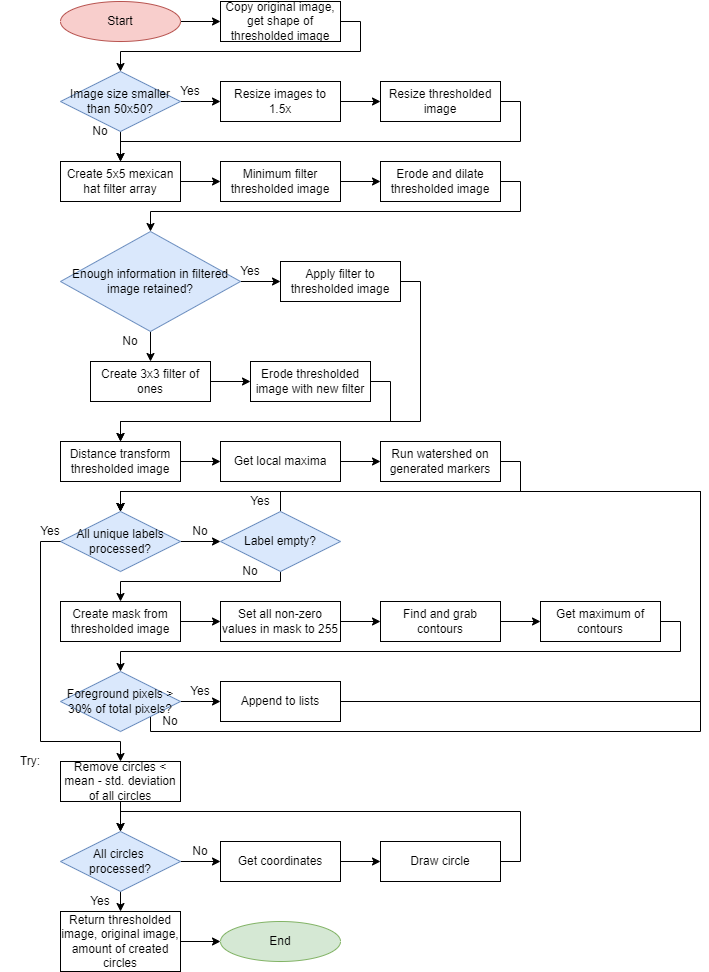 Start
Copy original image,
get shape of
thresholded image
Image size smaller
than 50x50?
Yes
Resize images to
1.5x
Resize thresholded
image
No
Create 5x5 mexican
hat filter array
Minimum filter
thresholded image
Erode and dilate
thresholded image
Enough information in filtered
image retained?
Yes
Apply filter to
thresholded image
No
Create 3x3 filter of
ones
Erode thresholded
image with new filter
Distance transform
thresholded image
Get local maxima
Run watershed on
generated markers
Yes
Yes
All unique labels
processed?
No
Label empty?
No
Create mask from
thresholded image
Set all non-zero
values in mask to 255
Find and grab
contours
Get maximum of
contours
Foreground pixels >
30% of total pixels?
Yes
Append to lists
No
Try:
Remove circles <
mean - std. deviation
of all circles
All circles
processed?
No
Get coordinates
Draw circle
Yes
Return thresholded
image, original image,
amount of created
circles
End